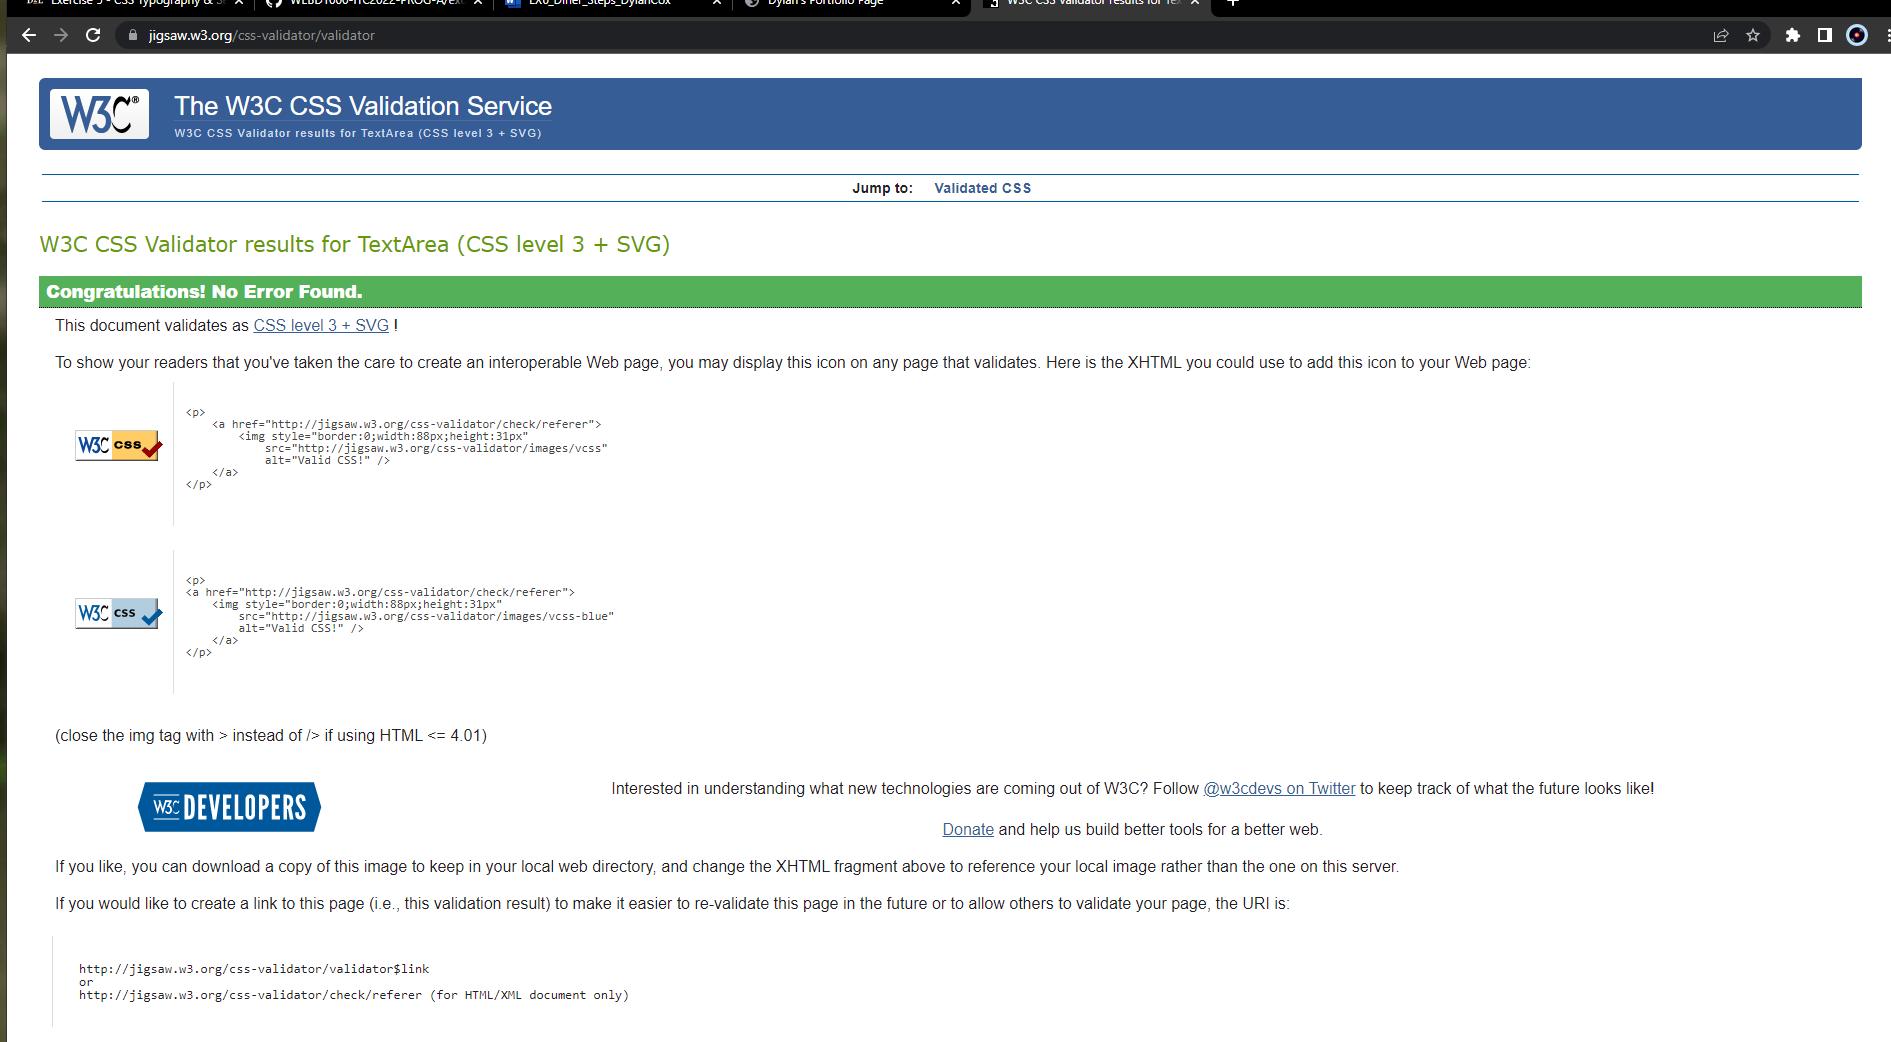 Exercise 5 - CSS Typography &
WEBD1000-ITC2022-PROG-A/ex
EX6_Diner_Steps_DylanCox
Dylan's Portfolio Page
W3C CSS Validator results for Tex
jigsaw.w3.org/css-validator/validator
W3C®
The W3C CSS Validation Service
W3C CSS Validator results for TextArea (CSS level 3 + SVG)
Jump to: Validated CSS
W3C CSS Validator results for TextArea (CSS level 3 + SVG)
Congratulations! No Error Found.
This document validates as CSS level 3 + SVG !
To show your readers that you've taken the care to create an interoperable Web page, you may display this icon on any page that validates. Here is the XHTML you could use to add this icon to your Web page:
W3C css
<p>
<a href="http://jigsaw.w3.org/css-validator/check/referer">
<img style="border:0;width:88px;height:31px"
src="http://jigsaw.w3.org/css-validator/images/vcss"
alt="Valid CSS!" />
</a>
</p>
W3C css
<p>
<a href="http://jigsaw.w3.org/css-validator/check/referer">
<img style="border:0;width:88px;height:31px"
src="http://jigsaw.w3.org/css-validator/images/vcss-blue"
alt="Valid CSS!" />
</a>
</p>
(close the img tag with > instead of /> if using HTML <= 4.01)
W3C DEVELOPERS
Interested in understanding what new technologies are coming out of W3C? Follow @w3cdevs on Twitter to keep track of what the future looks like!
Donate and help us build better tools for a better web.
If you like, you can download a copy of this image to keep in your local web directory, and change the XHTML fragment above to reference your local image rather than the one on this server.
If you would like to create a link to this page (i.e., this validation result) to make it easier to re-validate this page in the future or to allow others to validate your page, the URI is:
http://jigsaw.w3.org/css-validator/validator$link
or
http://jigsaw.w3.org/css-validator/check/referer (for HTML/XML document only)